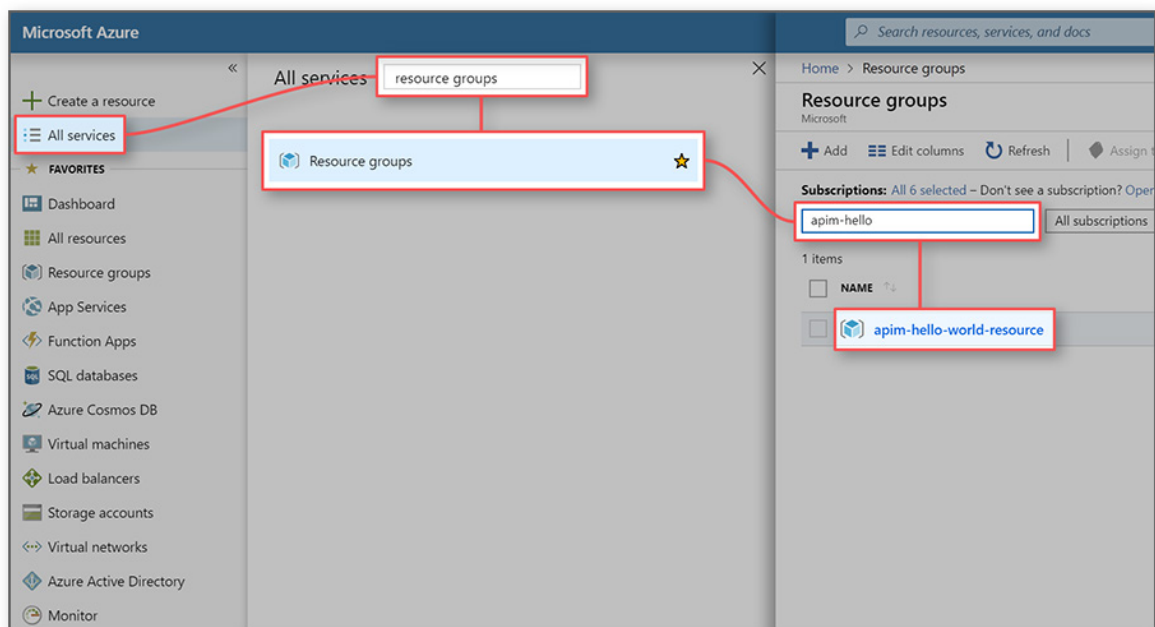 Microsoft Azure
Search resources, services, and docs
«
Create a resource
All services
FAVORITES
Dashboard
All resources
Resource groups
App Services
Function Apps
SQL databases
Azure Cosmos DB
Virtual machines
Load balancers
Storage accounts
Virtual networks
Azure Active Directory
Monitor
All services
resource groups
Resource groups
Home > Resource groups
Resource groups
Microsoft
Add Edit columns Refresh Assign t
Subscriptions: All 6 selected – Don't see a subscription? Open
apim-hello
All subscriptions
1 items
NAME
apim-hello-world-resource